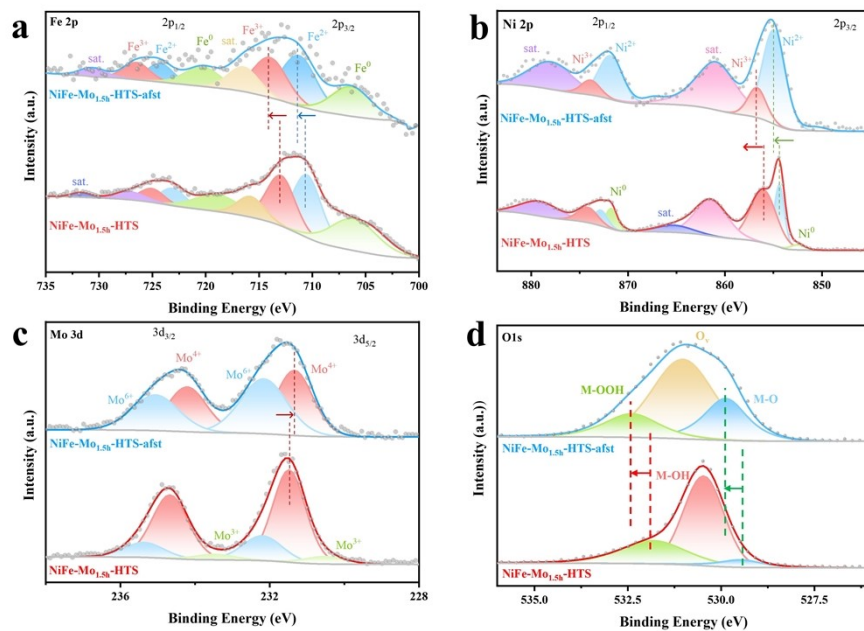 a
Fe 2p
2p1/2
2p3/2
sat.
Fe3+
Fe2+
Fe0
sat.
Fe3+
Fe2+
Fe0
NiFe-Mo1.5h-HTS-afst
sat.
NiFe-Mo1.5h-HTS
Intensity (a.u.)
735 730 725 720 715 710 705 700
Binding Energy (eV)
b
Ni 2p
2p1/2
2p3/2
sat.
Ni3+
Ni2+
sat.
Ni3+
Ni2+
NiFe-Mo1.5h-HTS-afst
Ni0
sat.
Ni0
NiFe-Mo1.5h-HTS
Intensity (a.u.)
880 870 860 850
Binding Energy (eV)
c
Mo 3d
3d3/2
3d5/2
Mo6+
Mo4+
Mo6+
Mo4+
NiFe-Mo1.5h-HTS-afst
Mo3+
Mo3+
NiFe-Mo1.5h-HTS
Intensity (a.u.)
236 232 228
Binding Energy (eV)
d
O1s
Ov
M-OOH
M-O
NiFe-Mo1.5h-HTS-afst
M-OH
NiFe-Mo1.5h-HTS
Intensity (a.u.))
535.0 532.5 530.0 527.5
Binding Energy (eV)